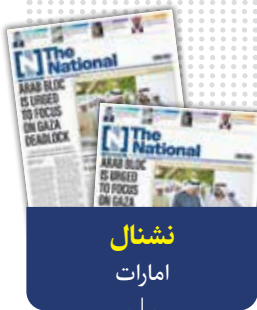 The
National
ARAB BLOC
IS URGED
TO FOCUS
ON GAZA
DEADLOCK
The
National
ARAB BLOC
IS URGED
TO FOCUS
ON GAZA
نشنال
امارات